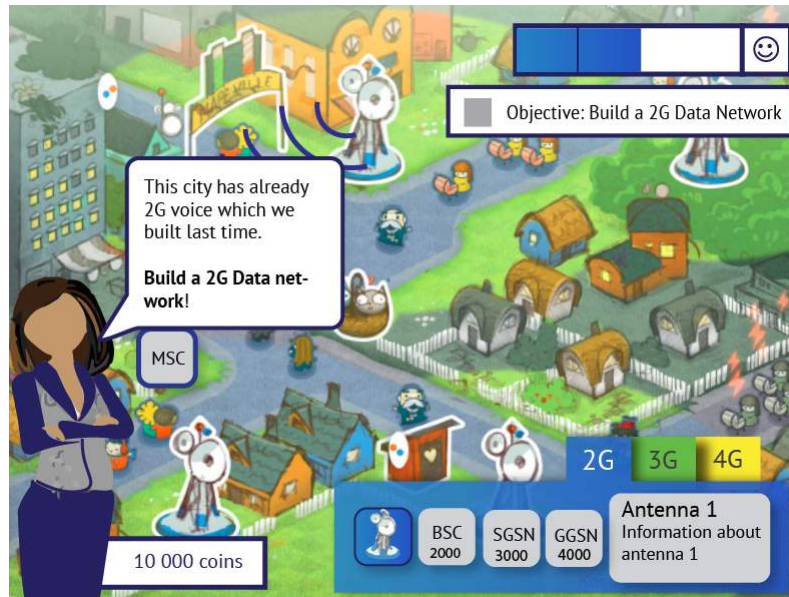 Objective: Build a 2G Data Network
This city has already
2G voice which we
built last time.
Build a 2G Data net-
work!
MSC
2G 3G 4G
BSC
2000
SGSN
3000
GGSN
4000
Antenna 1
Information about
antenna 1
10 000 coins